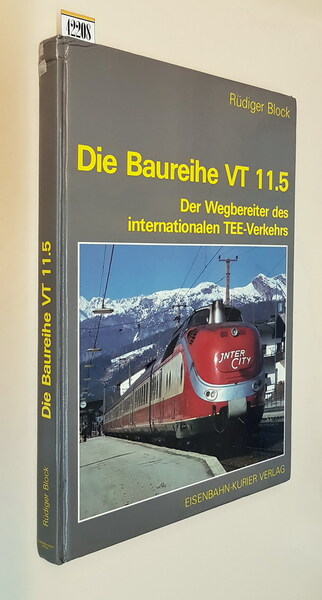 42208
Rüdiger Block
Die Baureihe VT 11.5
Der Wegbereiter des
internationalen TEE-Verkehrs
INTER
CITY
EISENBAHN-KURIER VERLAG
Die Baureihe VT 11.5
Rüdiger Block